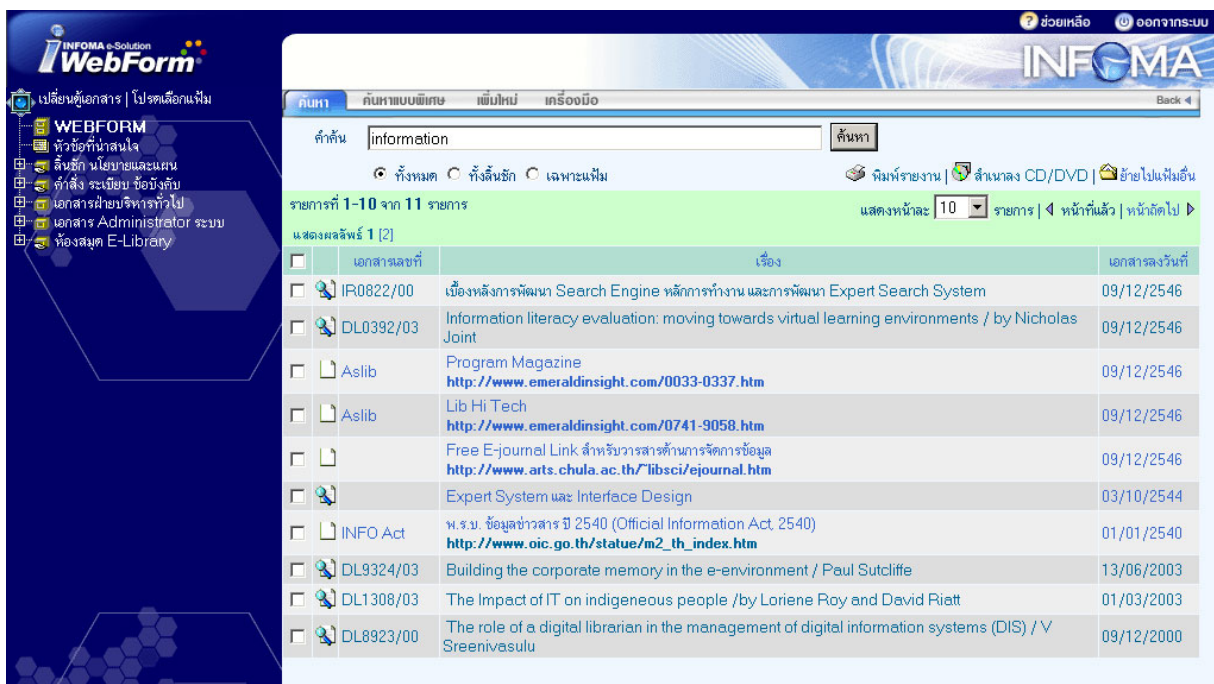 ช่วยเหลือ ออกจากระบบ
INFOMA e-Solution
WebForm
INFOMA
เปลี่ยนตู้เอกสาร | โปรดเลือกแฟ้ม
WEBFORM
หัวข้อที่น่าสนใจ
ลิ้นชัก นโยบายและแผน
คำสั่ง ระเบียบ ข้อบังคับ
เอกสารฝ่ายบริหารทั่วไป
เอกสาร Administrator ระบบ
ห้องสมุด E-Library
ค้นหา ค้นหาแบบพิเศษ เพิ่มใหม่ เครื่องมือ Back
คำค้น information ค้นหา
ทั้งหมด ทั้งลิ้นชัก เฉพาะแฟ้ม
พิมพ์รายงาน | สำเนาลง CD/DVD | ย้ายไปแฟ้มอื่น
รายการที่ 1-10 จาก 11 รายการ
แสดงหน้าละ 10 รายการ | หน้าที่แล้ว | หน้าถัดไป
แสดงผลลัพธ์ 1 [2]
เอกสารเลขที่ เรื่อง เอกสารลงวันที่
IR0822/00 เบื้องหลังการพัฒนา Search Engine หลักการทำงาน และการพัฒนา Expert Search System 09/12/2546
DL0392/03 Information literacy evaluation: moving towards virtual learning environments / by Nicholas 09/12/2546
Joint
Aslib Program Magazine 09/12/2546
http://www.emeraldinsight.com/0033-0337.htm
Aslib Lib Hi Tech 09/12/2546
http://www.emeraldinsight.com/0741-9058.htm
Free E-journal Link สำหรับวารสารด้านการจัดการข้อมูล 09/12/2546
http://www.arts.chula.ac.th/~libsci/ejournal.htm
Expert System และ Interface Design 03/10/2544
INFO Act พ.ร.บ. ข้อมูลข่าวสาร ปี 2540 (Official Information Act, 2540) 01/01/2540
http://www.oic.go.th/statue/m2_th_index.htm
DL9324/03 Building the corporate memory in the e-environment / Paul Sutcliffe 13/06/2003
DL1308/03 The Impact of IT on indigeneous people /by Loriene Roy and David Riatt 01/03/2003
DL8923/00 The role of a digital librarian in the management of digital information systems (DIS) / V 09/12/2000
Sreenivasulu